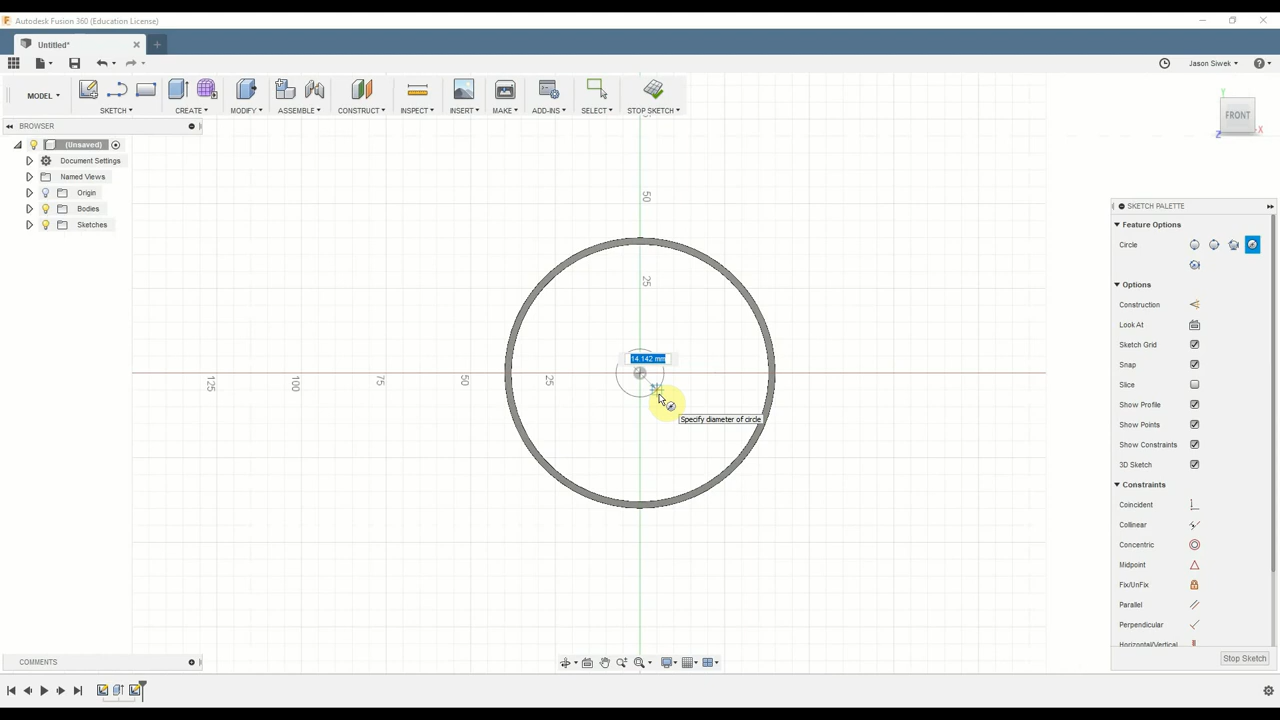 Autodesk Fusion 360 (Education License)
Untitled*
Jason Siwek
MODEL
SKETCH
CREATE
MODIFY
ASSEMBLE
CONSTRUCT
INSPECT
INSERT
MAKE
ADD-INS
SELECT
STOP SKETCH
Y
FRONT
Z
X
BROWSER
(Unsaved)
Document Settings
Named Views
Origin
Bodies
Sketches
50
25
125
100
75
50
25
14.142 mm
Specify diameter of circle
SKETCH PALETTE
Feature Options
Circle
Options
Construction
Look At
Sketch Grid
Snap
Slice
Show Profile
Show Points
Show Constraints
3D Sketch
Constraints
Coincident
Collinear
Concentric
Midpoint
Fix/UnFix
Parallel
Perpendicular
Horizontal/Vertical
Stop Sketch
COMMENTS